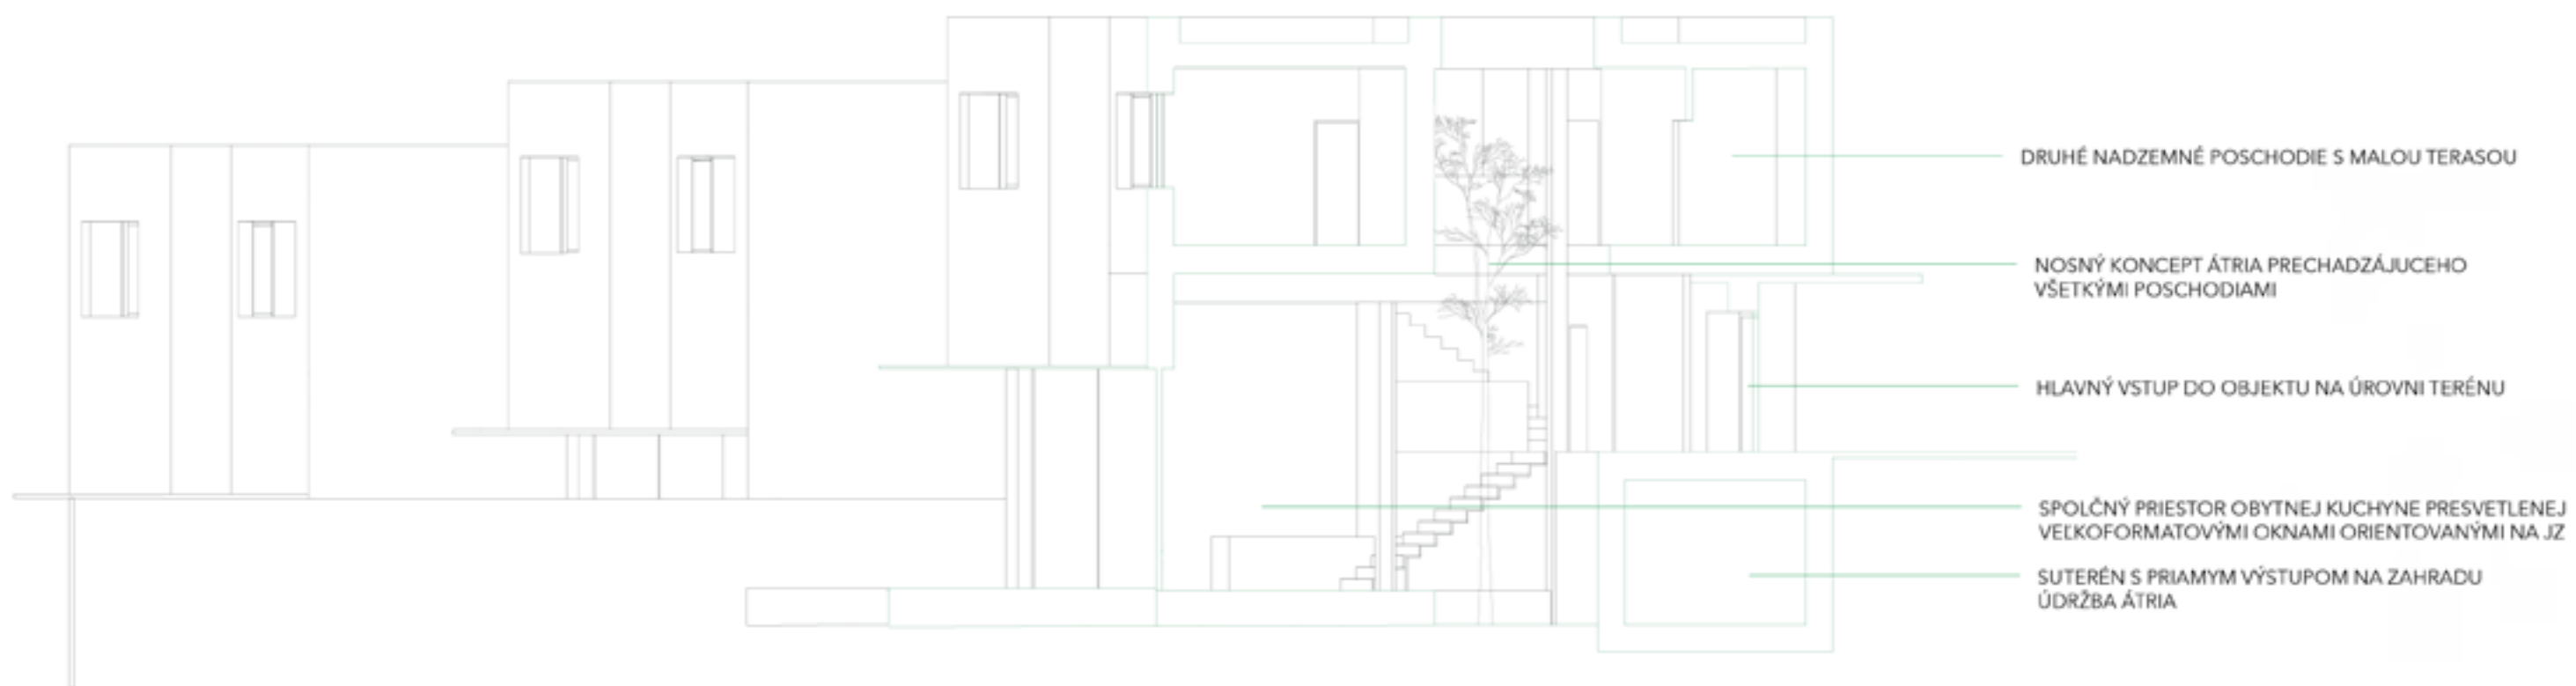 DRUHÉ NADZEMNÉ POSCHODIE S MALOU TERASOU
NOSNÝ KONCEPT ÁTRIA PRECHADZÁJUCEHO
VŠETKÝMI POSCHODIAMI
HLAVNÝ VSTUP DO OBJEKTU NA ÚROVNI TERÉNU
SPOLČNÝ PRIESTOR OBYTNEJ KUCHYNE PRESVETLENEJ
VEĽKOFORMATOVÝMI OKNAMI ORIENTOVANÝMI NA JZ
SUTERÉN S PRIAMYM VÝSTUPOM NA ZAHRADU
ÚDRŽBA ÁTRIA